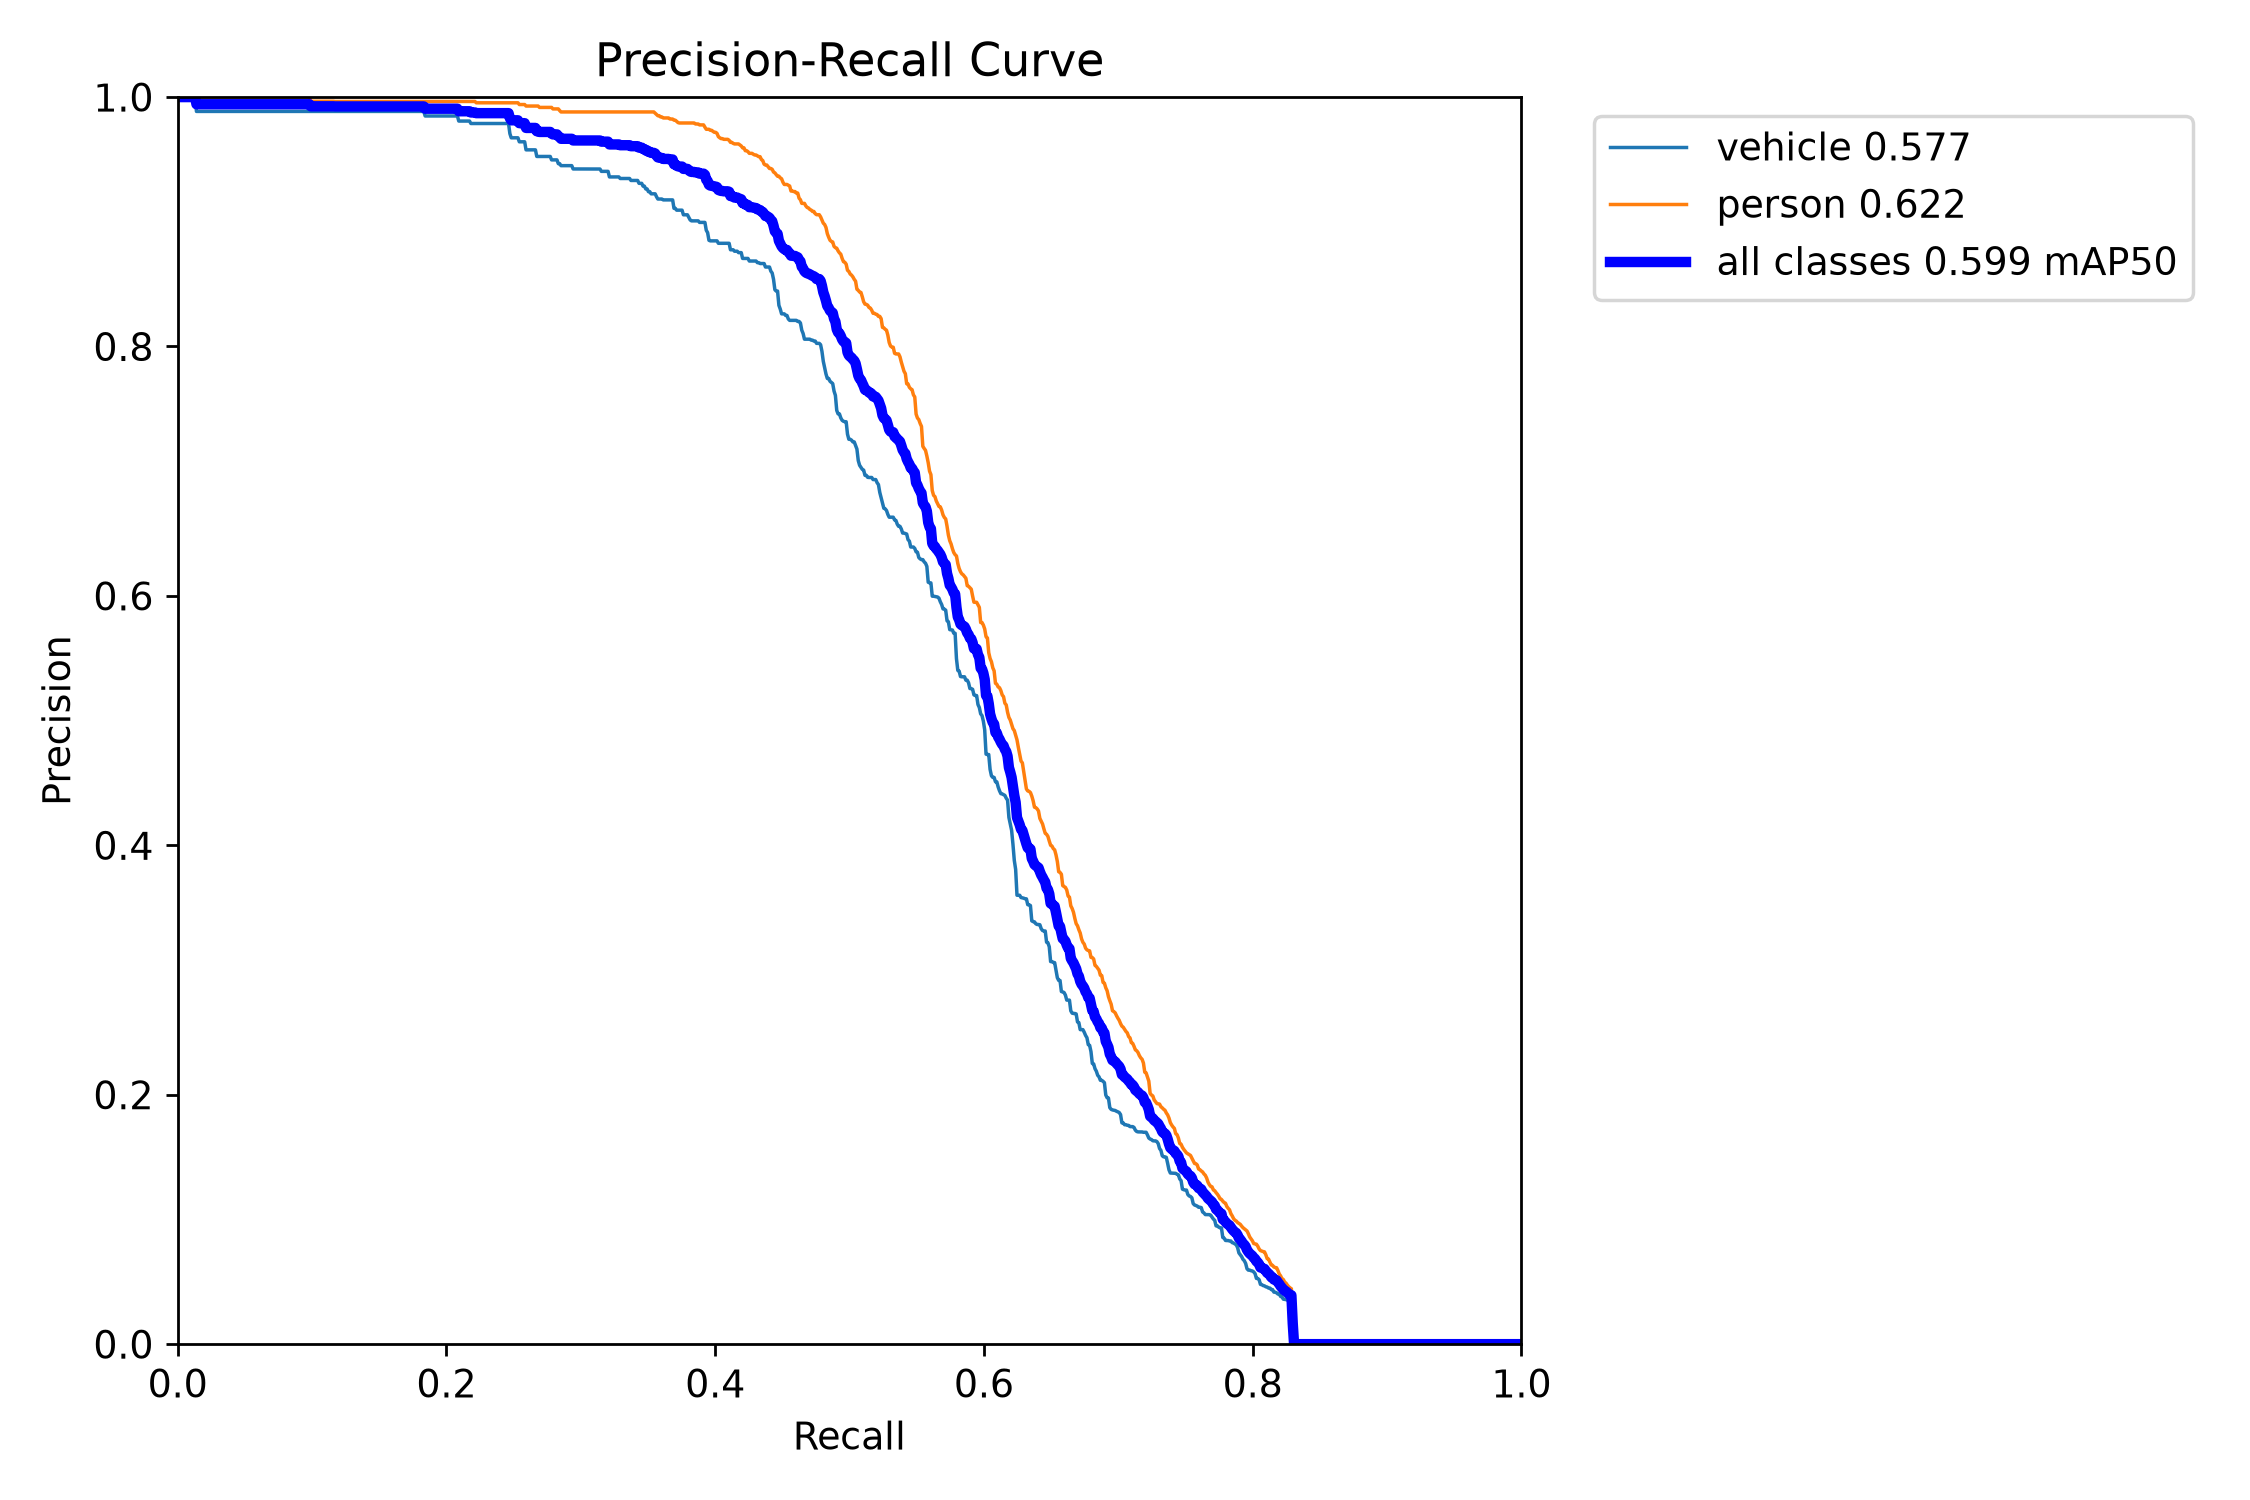 Precision-Recall Curve
1.0
0.8
0.6
0.4
0.2
0.0
Precision
0.0 0.2 0.4 0.6 0.8 1.0
Recall
vehicle 0.577
person 0.622
all classes 0.599 mAP50